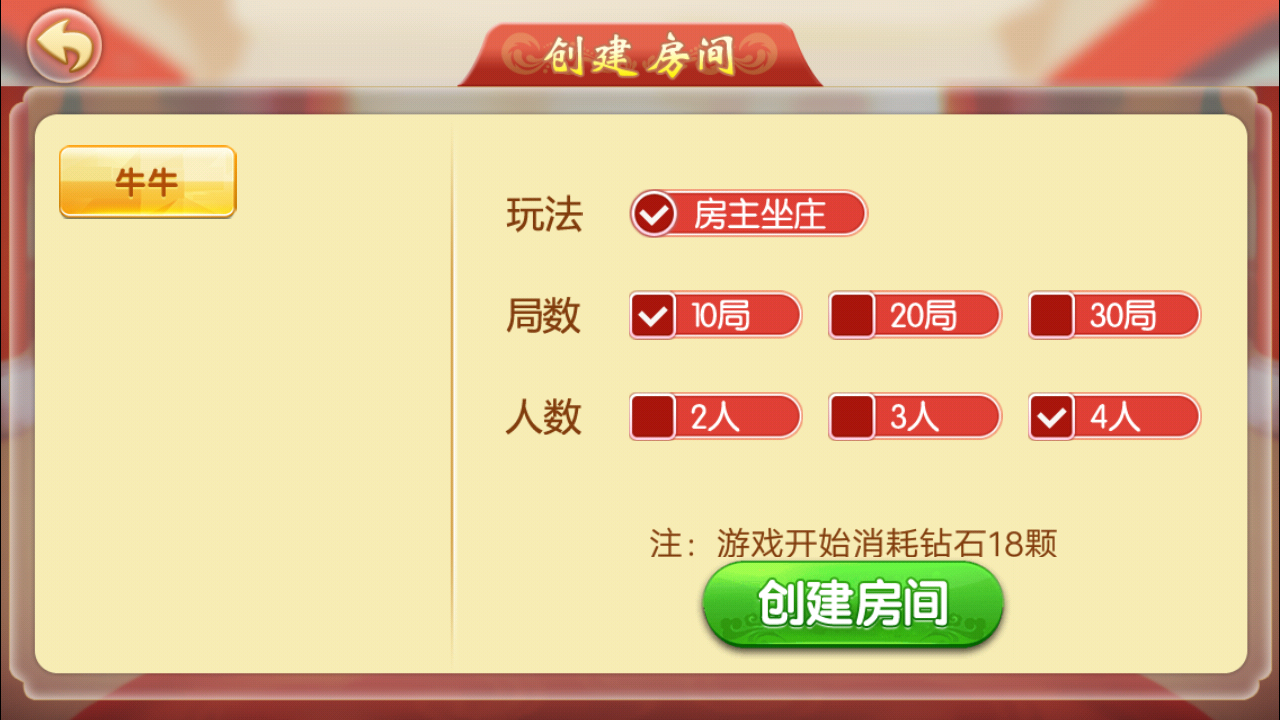 创建房间
牛牛
玩法 房主坐庄
局数 10局 20局 30局
人数 2人 3人 4人
注：游戏开始消耗钻石18颗
创建房间